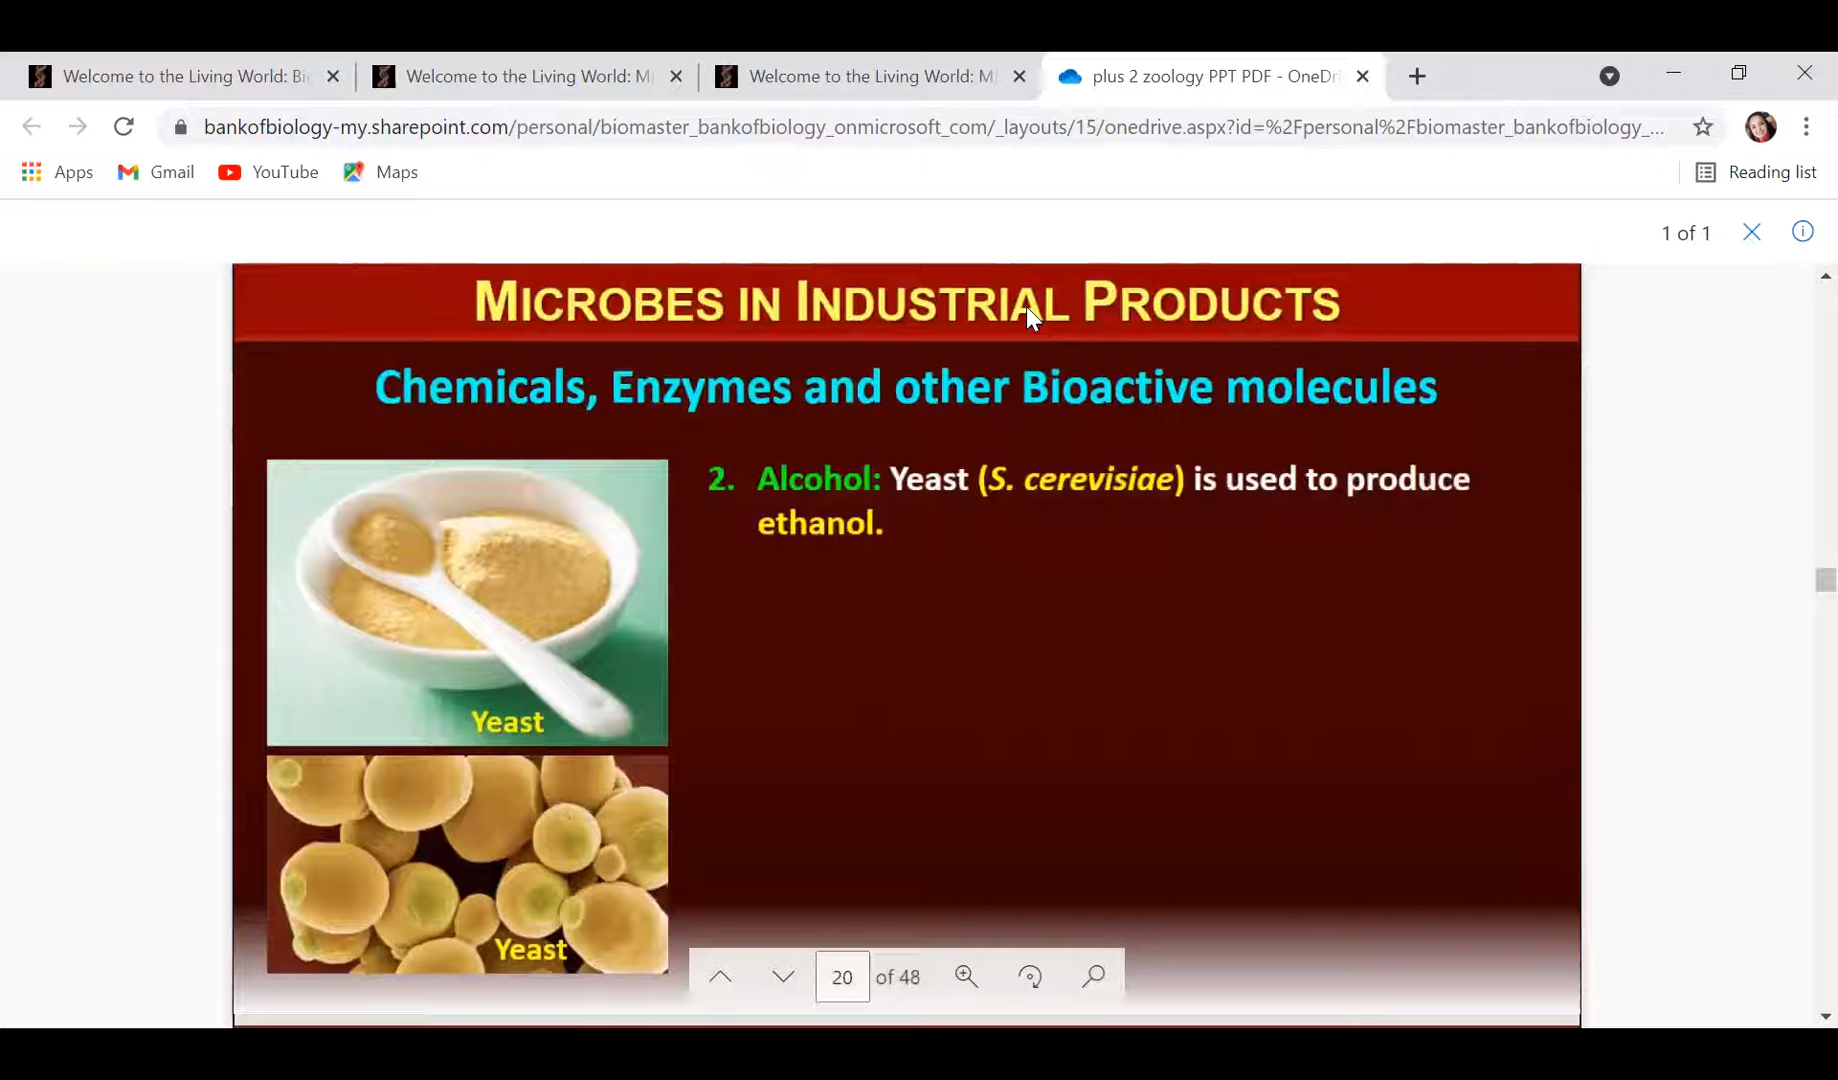 Welcome to the Living World: Bi
Welcome to the Living World: M
Welcome to the Living World: M
plus 2 zoology PPT PDF - OneDri
bankofbiology-my.sharepoint.com/personal/biomaster_bankofbiology_onmicrosoft_com/_layouts/15/onedrive.aspx?id=%2Fpersonal%2Fbiomaster_bankofbiology_...
Apps
Gmail
YouTube
Maps
Reading list
1 of 1
MICROBES IN INDUSTRIAL PRODUCTS
Chemicals, Enzymes and other Bioactive molecules
2. Alcohol: Yeast (S. cerevisiae) is used to produce
ethanol.
Yeast
Yeast
20 of 48